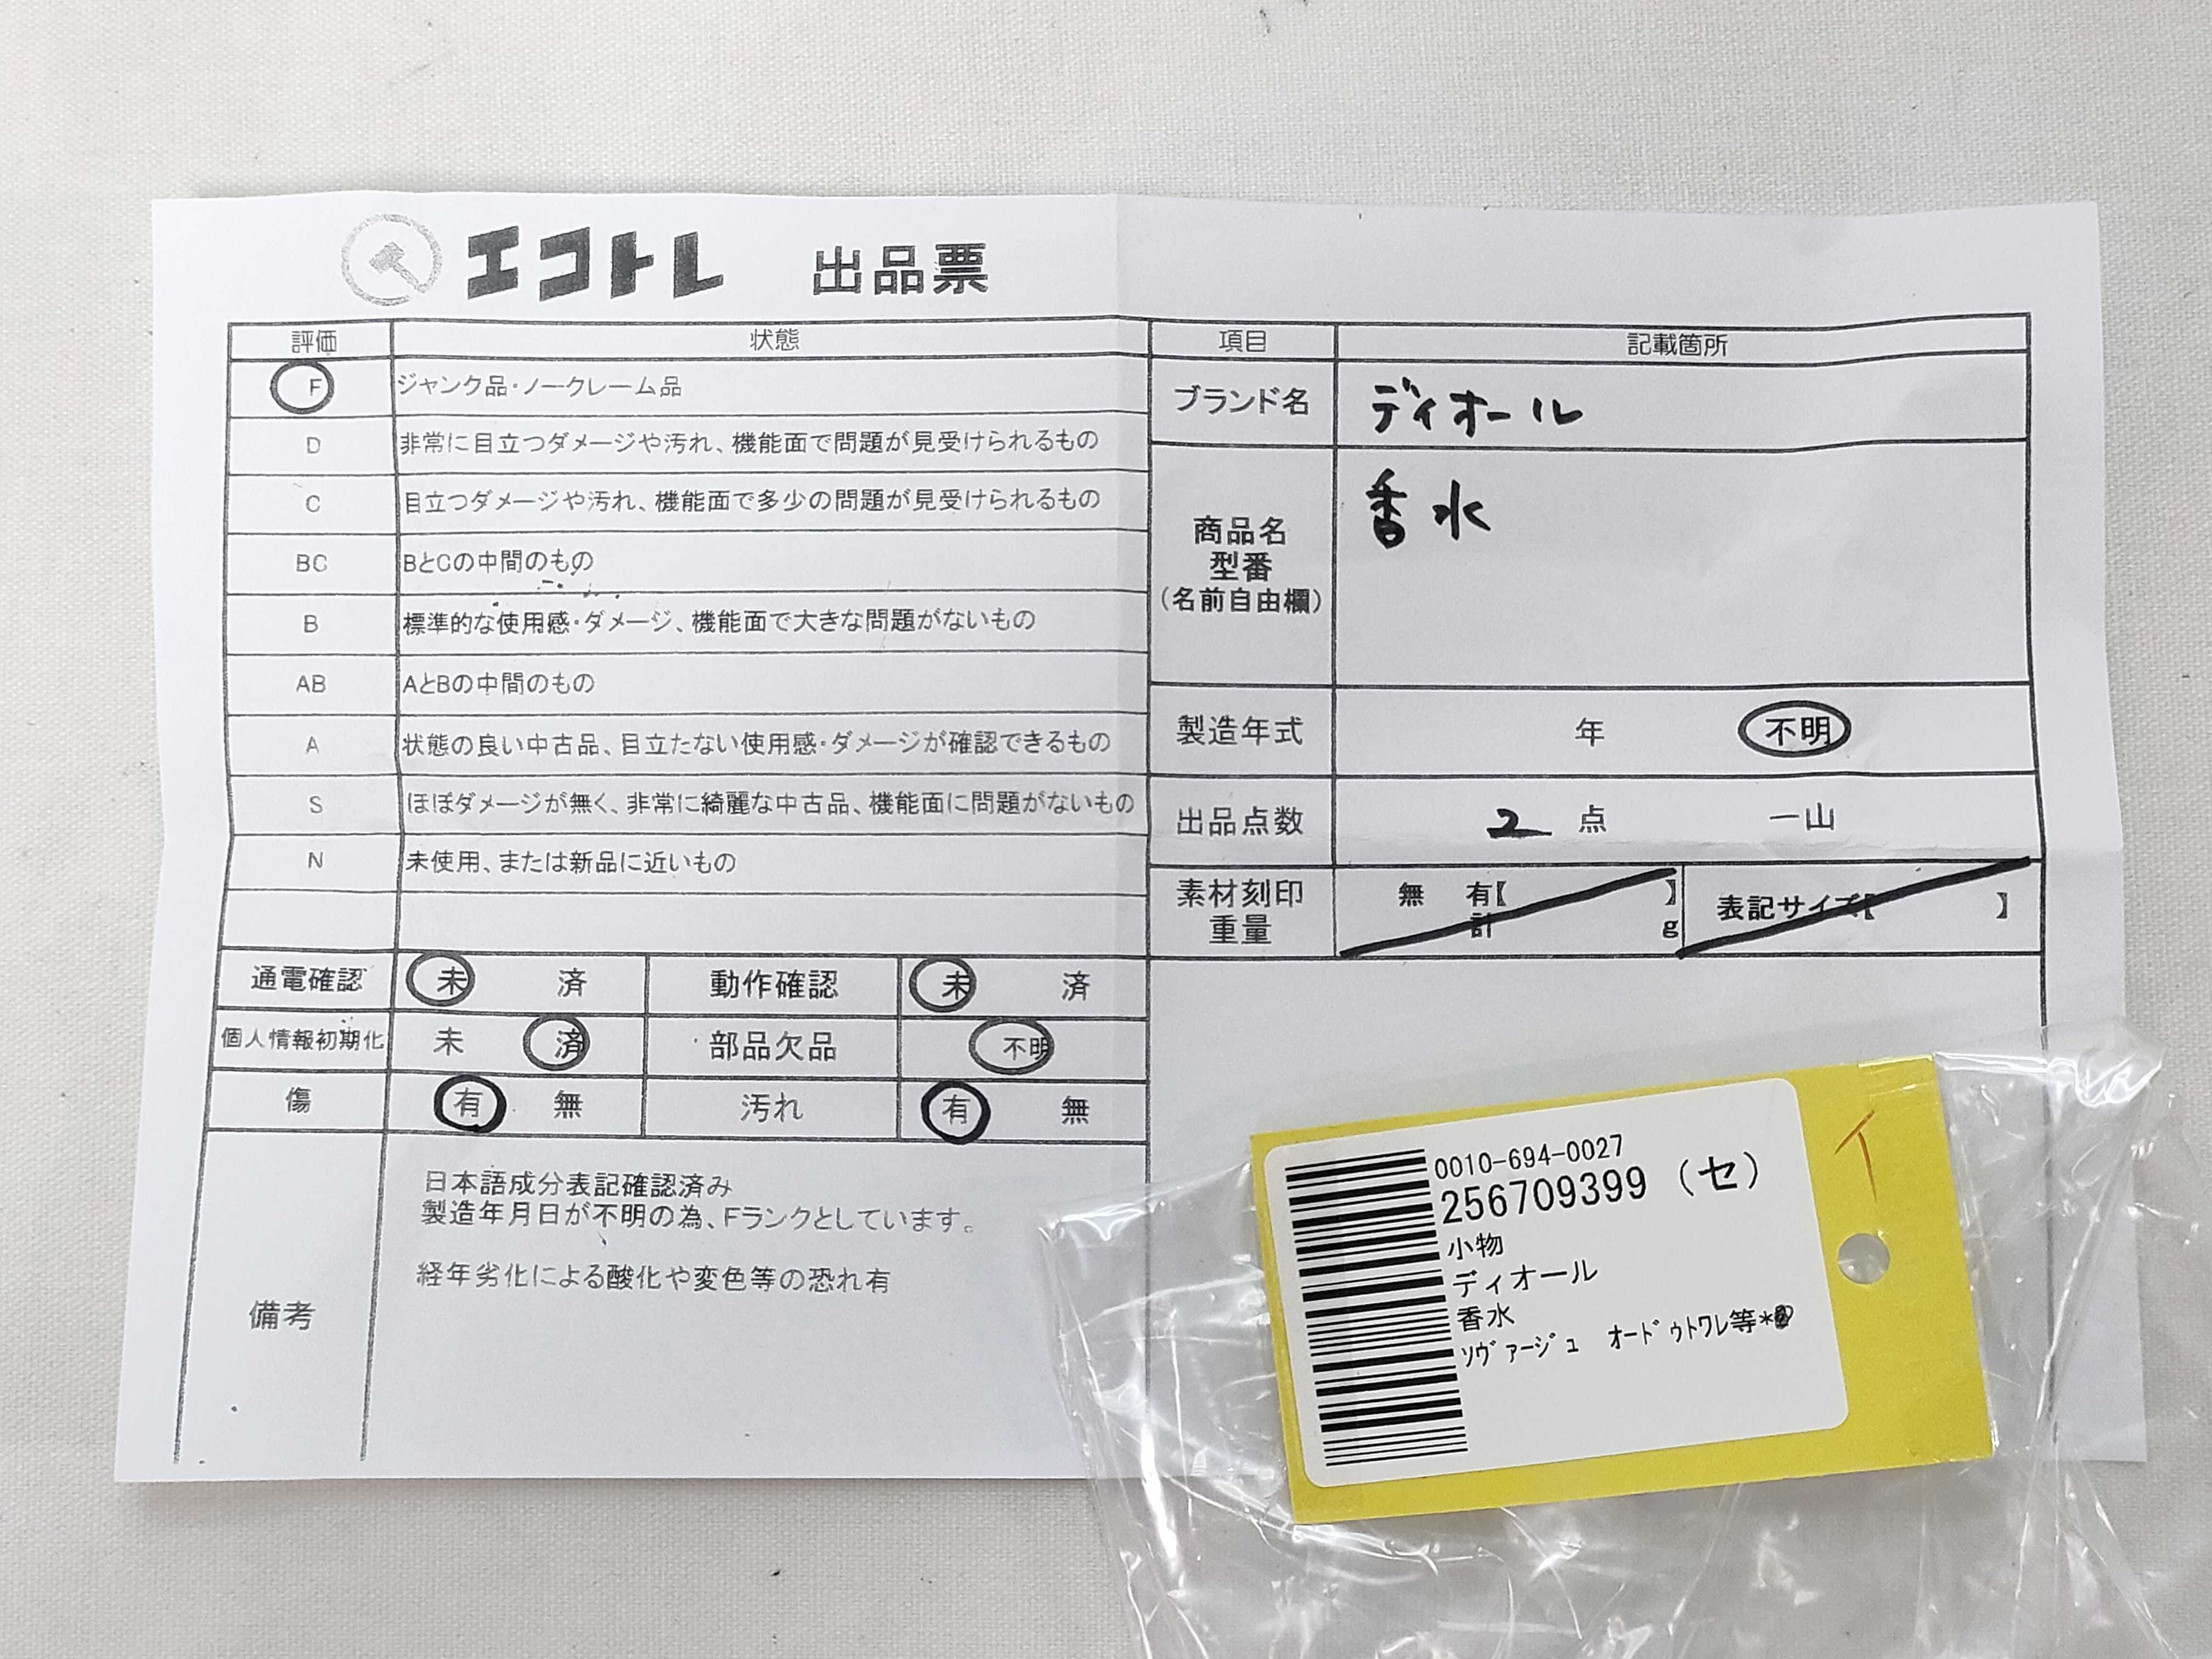 エコトレ 出品票
評価 状態
F ジャンク品・ノークレーム品
D 非常に目立つダメージや汚れ、機能面で問題が見受けられるもの
C 目立つダメージや汚れ、機能面で多少の問題が見受けられるもの
BC BとCの中間のもの
B 標準的な使用感・ダメージ、機能面で大きな問題がないもの
AB AとBの中間のもの
A 状態の良い中古品、目立たない使用感・ダメージが確認できるもの
S ほぼダメージが無く、非常に綺麗な中古品、機能面に問題がないもの
N 未使用、または新品に近いもの
通電確認 未 済 動作確認 未 済
個人情報初期化 未 済 部品欠品 不明
傷 有 無 汚れ 有 無
備考
日本語成分表記確認済み
製造年月日が不明の為、Fランクとしています。
経年劣化による酸化や変色等の恐れ有
項目 記載箇所
ブランド名 ディオール
商品名
型番
(名前自由欄)
香水
製造年式 年 不明
出品点数 2 点 一山
素材刻印
重量
無 有【 】
計 g
表記サイズ【 】
0010-694-0027
256709399 (セ)
小物
ディオール
香水
ソヴァージュ オードゥトワレ等*
イ